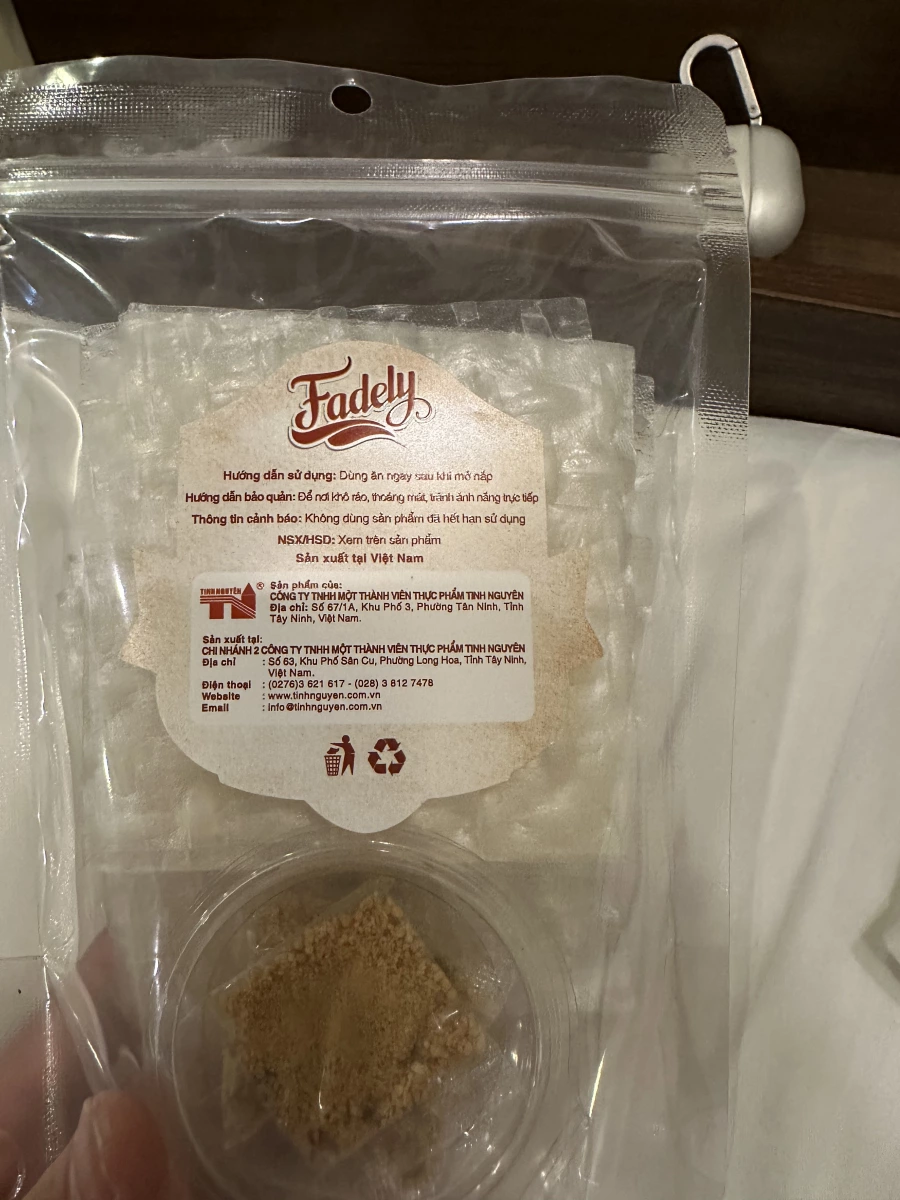 Fadely
Hướng dẫn sử dụng: Dùng ăn ngay sau khi mở nắp
Hướng dẫn bảo quản: Để nơi khô ráo, thoáng mát, tránh ánh nắng trực tiếp
Thông tin cảnh báo: Không dùng sản phẩm đã hết hạn sử dụng
NSX/HSD: Xem trên sản phẩm
Sản xuất tại Việt Nam
TINH NGUYÊN
TN ®
Sản phẩm của:
CÔNG TY TNHH MỘT THÀNH VIÊN THỰC PHẨM TINH NGUYÊN
Địa chỉ: Số 67/1A, Khu Phố 3, Phường Tân Ninh, Tỉnh
Tây Ninh, Việt Nam.
Sản xuất tại:
CHI NHÁNH 2 CÔNG TY TNHH MỘT THÀNH VIÊN THỰC PHẨM TINH NGUYÊN
Địa chỉ : Số 63, Khu Phố Sân Cu, Phường Long Hoa, Tỉnh Tây Ninh,
Việt Nam.
Điện thoại : (0276)3 621 617 - (028) 3 812 7478
Website : www.tinhnguyen.com.vn
Email : info@tinhnguyen.com.vn